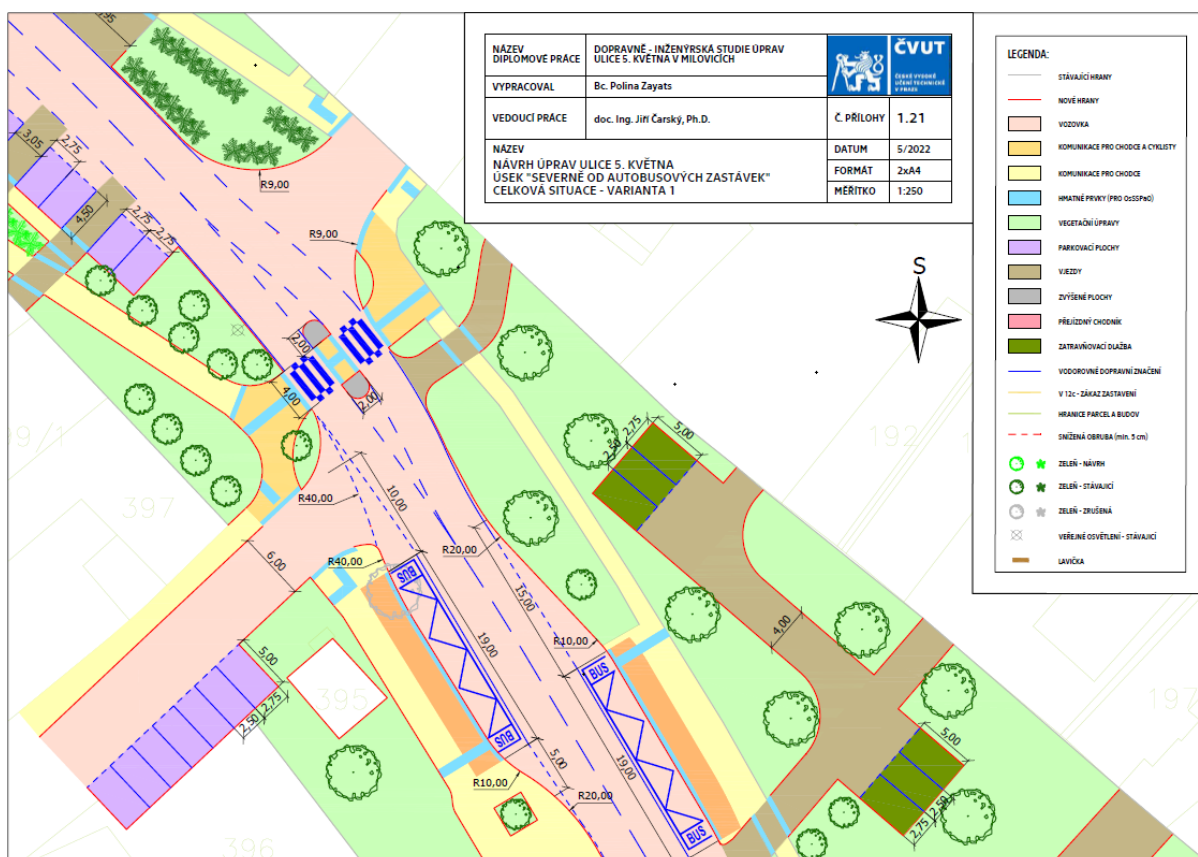 NÁZEV
DIPLOMOVÉ PRÁCE
DOPRAVNĚ - INŽENÝRSKÁ STUDIE ÚPRAV
ULICE 5. KVĚTNA V MILOVICÍCH
VYPRACOVAL
Bc. Polina Zayats
VEDOUCÍ PRÁCE
doc. Ing. Jiří Čarský, Ph.D.
ČVUT
ČESKÉ VYSOKÉ
UČENÍ TECHNICKÉ
V PRAZE
Č. PŘÍLOHY
1.21
NÁZEV
NÁVRH ÚPRAV ULICE 5. KVĚTNA
ÚSEK "SEVERNĚ OD AUTOBUSOVÝCH ZASTÁVEK"
CELKOVÁ SITUACE - VARIANTA 1
DATUM
5/2022
FORMÁT
2xA4
MĚŘÍTKO
1:250
LEGENDA:
STÁVAJÍCÍ HRANY
NOVÉ HRANY
VOZOVKA
KOMUNIKACE PRO CHODCE A CYKLISTY
KOMUNIKACE PRO CHODCE
HMATNÉ PRVKY (PRO OsSSPaO)
VEGETAČNÍ ÚPRAVY
PARKOVACÍ PLOCHY
VJEZDY
ZVÝŠENÉ PLOCHY
PŘEJÍZDNÝ CHODNÍK
ZATRAVŇOVACÍ DLAŽBA
VODOROVNÉ DOPRAVNÍ ZNAČENÍ
V 12c - ZÁKAZ ZASTAVENÍ
HRANICE PARCEL A BUDOV
SNÍŽENÁ OBRUBA (min. 5 cm)
ZELEŇ - NÁVRH
ZELEŇ - STÁVAJÍCÍ
ZELEŇ - ZRUŠENÁ
VEŘEJNÉ OSVĚTLENÍ - STÁVAJÍCÍ
LAVIČKA
S
3,05
2,75
4,50
2,75
2,75
R9,00
R9,00
2,00
4,00
2,00
R40,00
10,00
R40,00
R20,00
6,00
15,00
BUS
19,00
R10,00
BUS
BUS
5,00
R10,00
R20,00
19,00
BUS
5,00
2,50
2,75
2,50
2,75
5,00
4,00
5,00
2,75
2,50
397
395
396
192
197